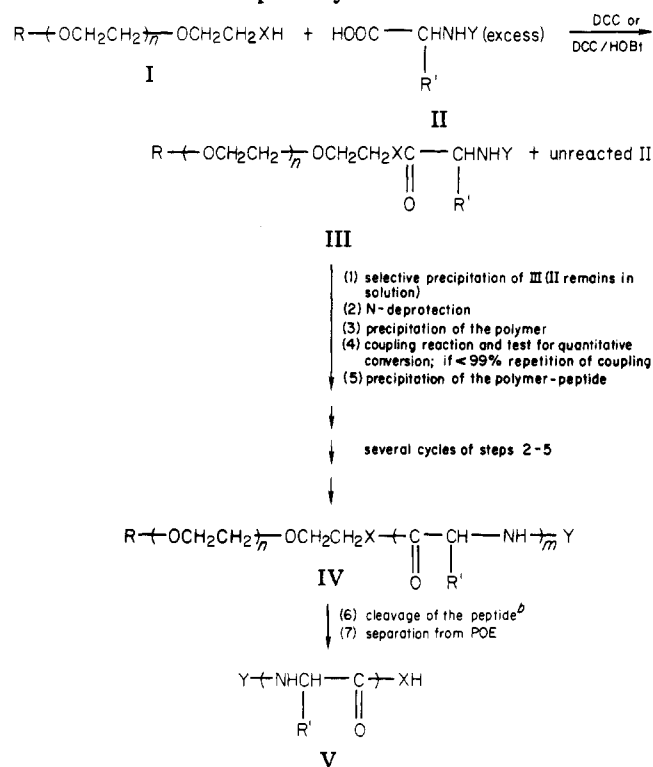 R-(OCH2CH2)n-OCH2CH2XH + HOOC-CHNHY (excess) DCC or
DCC/HOBt
R'
I
II
R-(OCH2CH2)n-OCH2CH2XC-CHNHY + unreacted II
O R'
III
(1) selective precipitation of III (II remains in
solution)
(2) N-deprotection
(3) precipitation of the polymer
(4) coupling reaction and test for quantitative
conversion; if <99% repetition of coupling
(5) precipitation of the polymer-peptide
several cycles of steps 2-5
R-(OCH2CH2)n-OCH2CH2X-(C-CH-NH)m-Y
O R'
IV
(6) cleavage of the peptide b
(7) separation from POE
Y-(NHCH-C)-XH
R' O
V